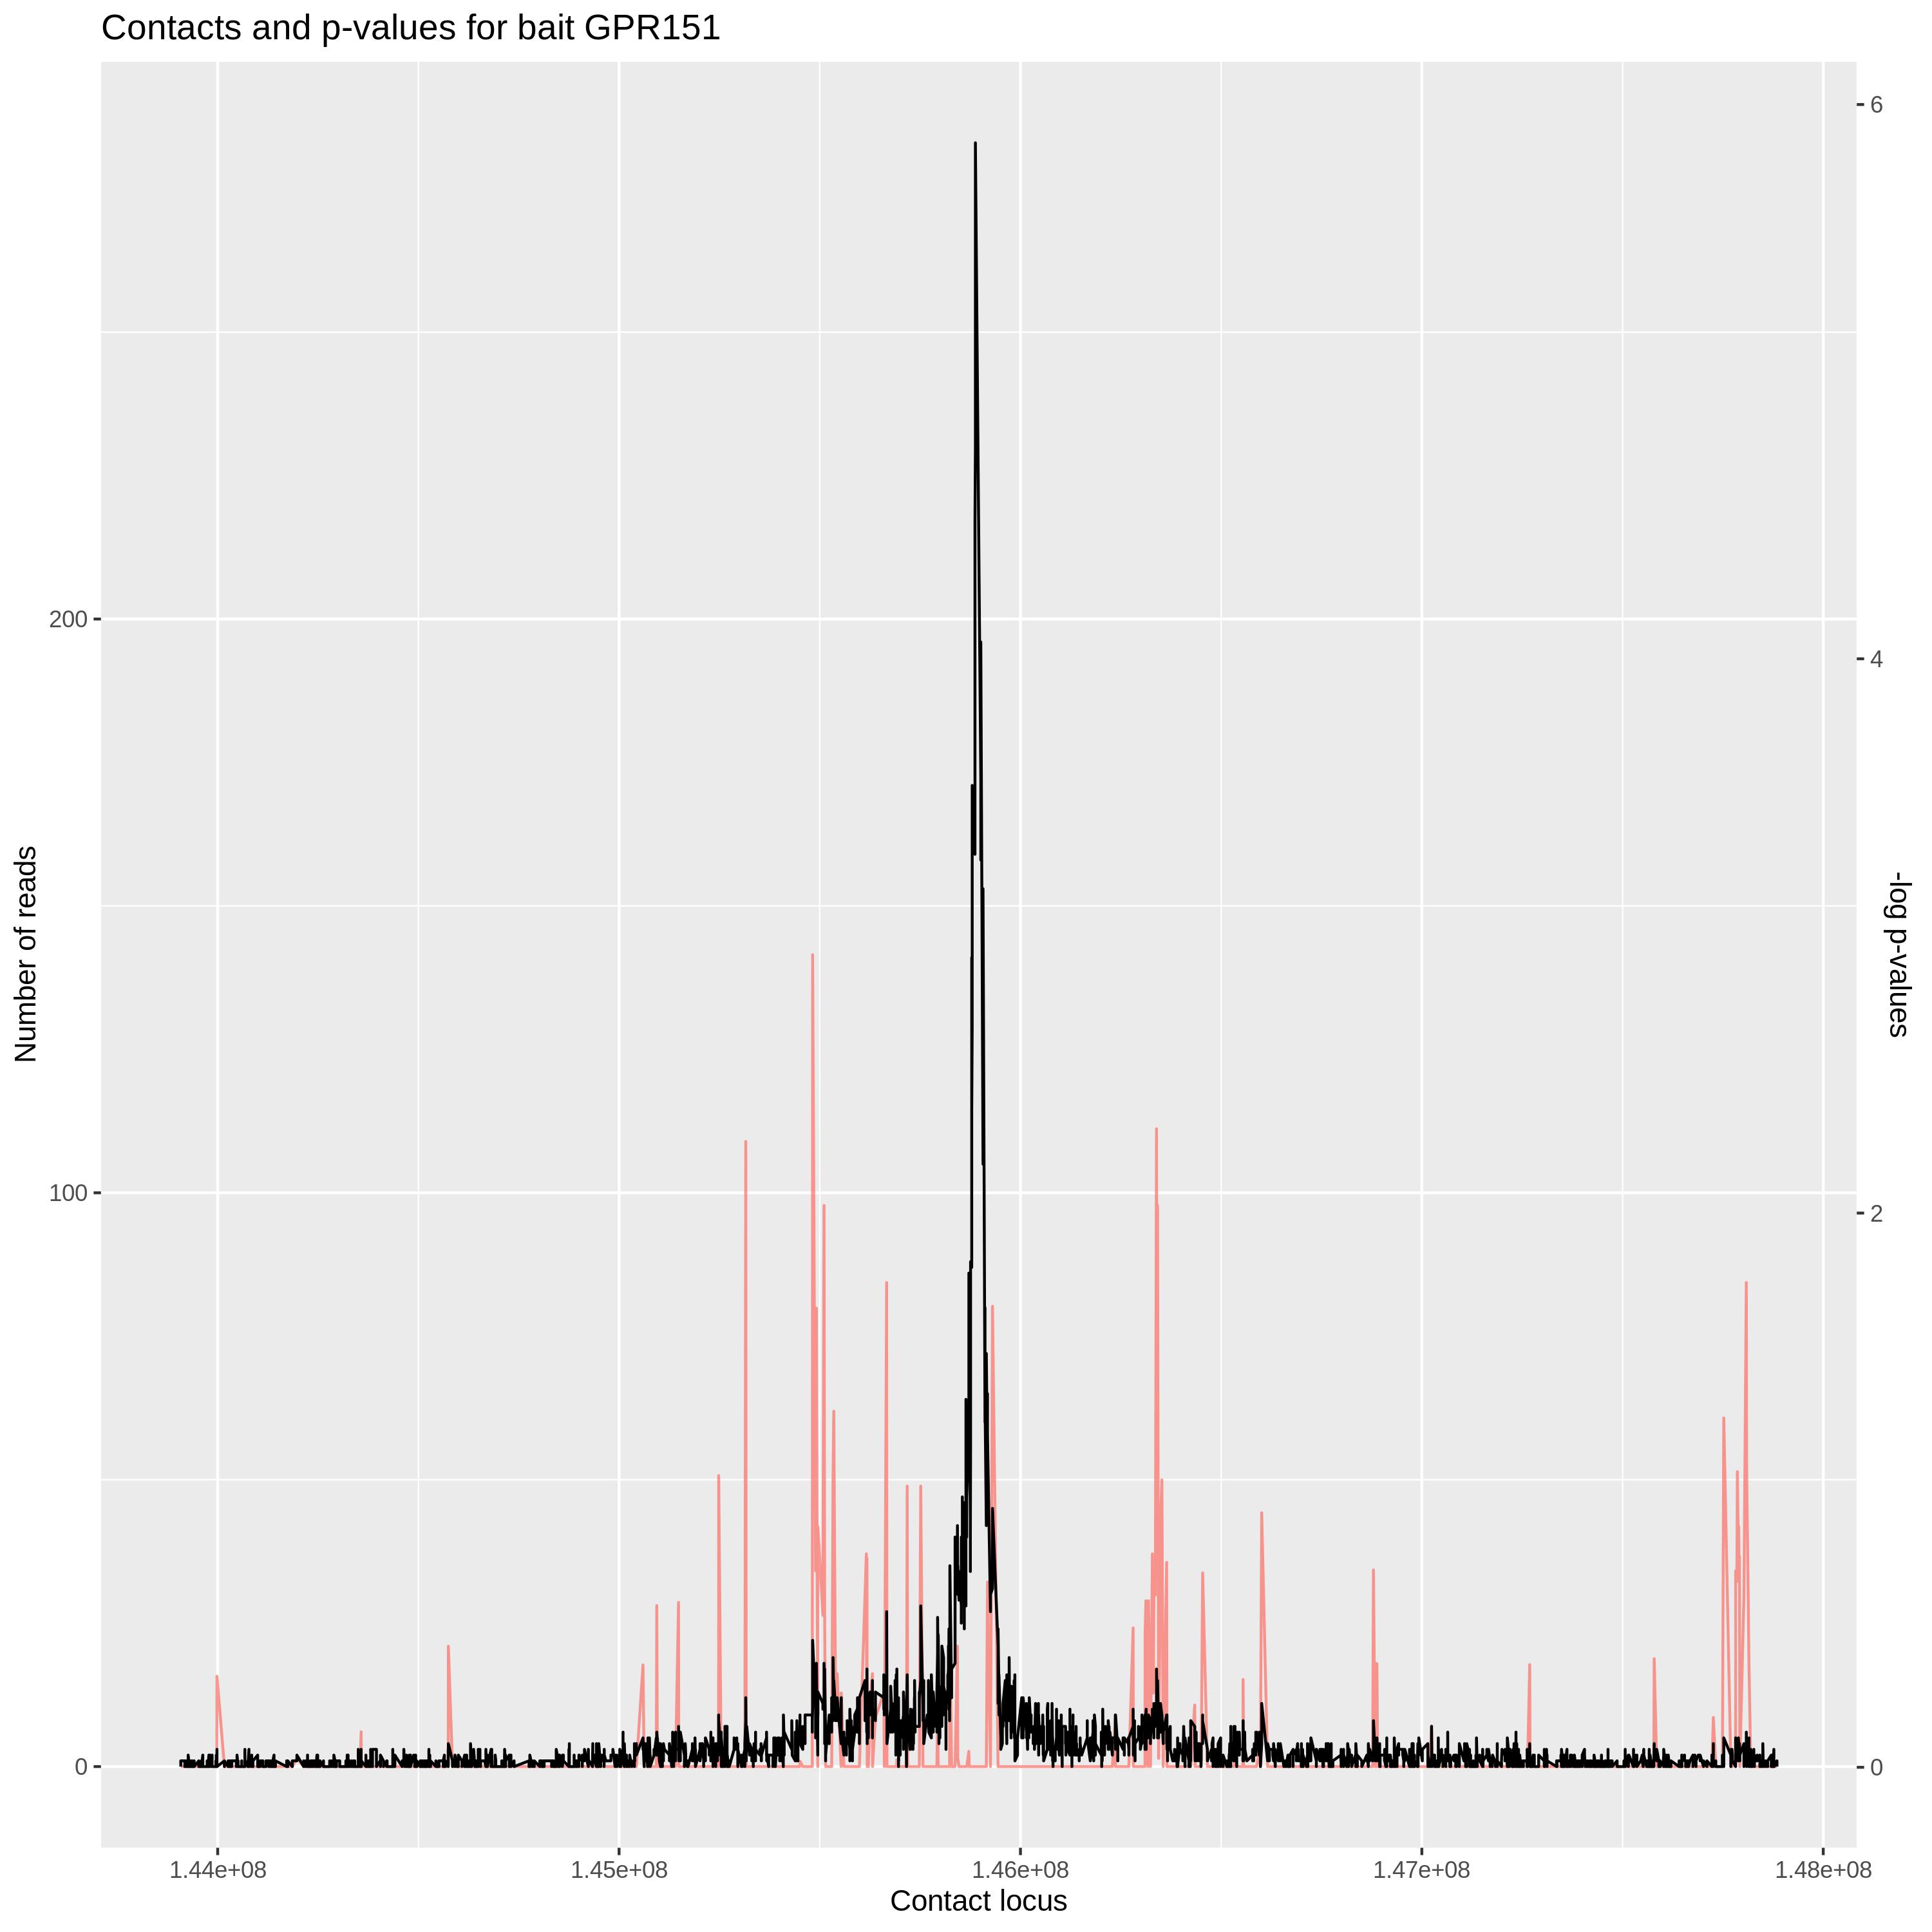 Contacts and p-values for bait GPR151
Number of reads
200
100
0
6
4
2
0
-log p-values
1.44e+08
1.45e+08
1.46e+08
1.47e+08
1.48e+08
Contact locus